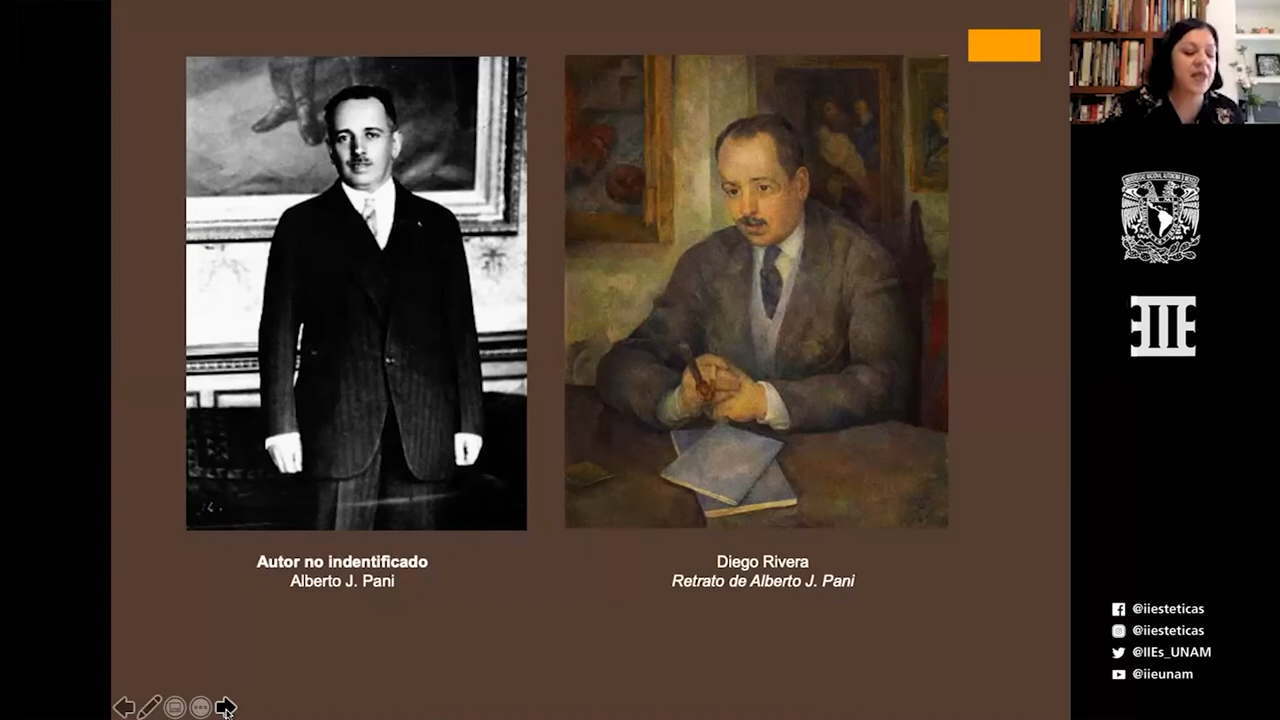 Autor no indentificado
Alberto J. Pani
Diego Rivera
Retrato de Alberto J. Pani
@iiesteticas
@iiesteticas
@IIEs_UNAM
@iieunam